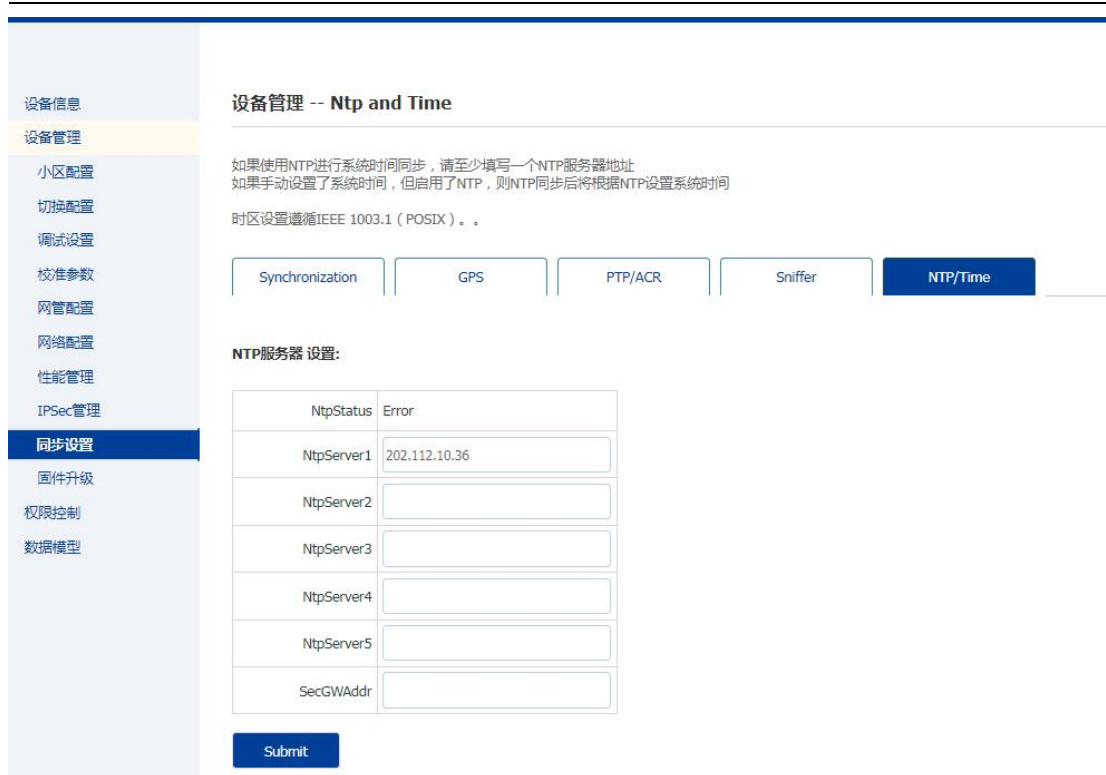 设备信息
设备管理
小区配置
切换配置
调试设置
校准参数
网管配置
网络配置
性能管理
IPSec管理
同步设置
固件升级
权限控制
数据模型
设备管理 -- Ntp and Time
如果使用NTP进行系统时间同步，请至少填写一个NTP服务器地址
如果手动设置了系统时间，但启用了NTP，则NTP同步后将根据NTP设置系统时间
时区设置遵循IEEE 1003.1（POSIX）。。
Synchronization GPS PTP/ACR Sniffer NTP/Time
NTP服务器 设置:
NtpStatus Error
NtpServer1 202.112.10.36
NtpServer2
NtpServer3
NtpServer4
NtpServer5
SecGWAddr
Submit